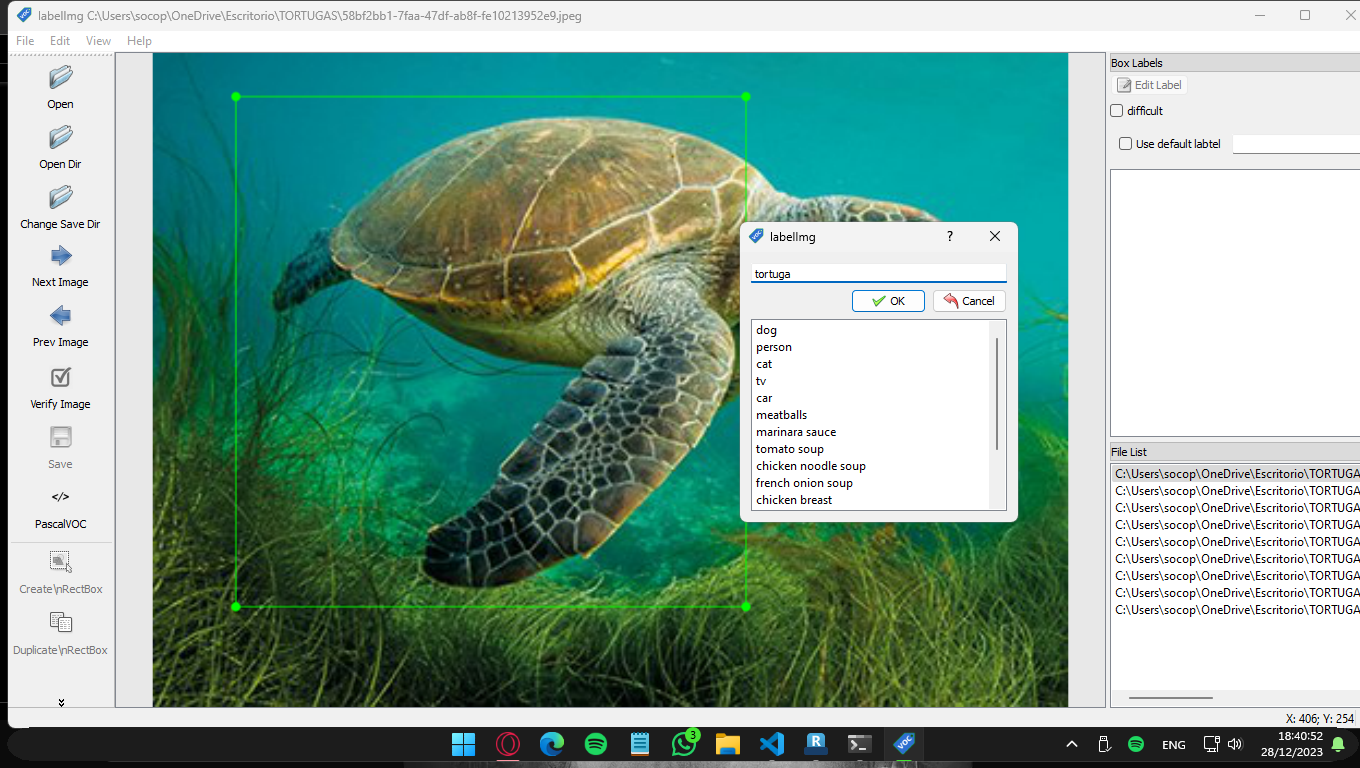 labelImg C:\Users\socop\OneDrive\Escritorio\TORTUGAS\58bf2bb1-7faa-47df-ab8f-fe10213952e9.jpeg
File Edit View Help
Open
Open Dir
Change Save Dir
Next Image
Prev Image
Verify Image
Save
</>
PascalVOC
Create\nRectBox
Duplicate\nRectBox
labelImg
?
tortuga
OK Cancel
dog
person
cat
tv
car
meatballs
marinara sauce
tomato soup
chicken noodle soup
french onion soup
chicken breast
Box Labels
Edit Label
difficult
Use default labtel
File List
C:\Users\socop\OneDrive\Escritorio\TORTUGA
C:\Users\socop\OneDrive\Escritorio\TORTUGA
C:\Users\socop\OneDrive\Escritorio\TORTUGA
C:\Users\socop\OneDrive\Escritorio\TORTUGA
C:\Users\socop\OneDrive\Escritorio\TORTUGA
C:\Users\socop\OneDrive\Escritorio\TORTUGA
C:\Users\socop\OneDrive\Escritorio\TORTUGA
C:\Users\socop\OneDrive\Escritorio\TORTUGA
C:\Users\socop\OneDrive\Escritorio\TORTUGA
X: 406; Y: 254
3
R
VOC
ENG
18:40:52
28/12/2023